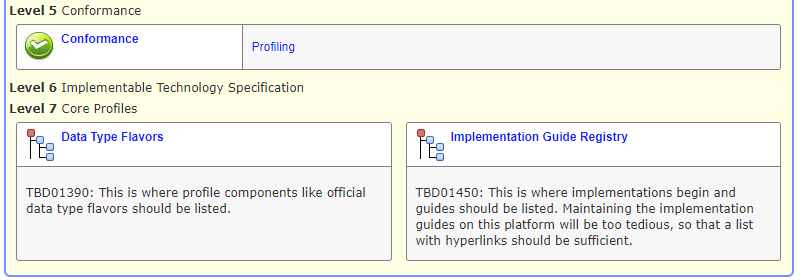 Level 5 Conformance
Conformance
Profiling
Level 6 Implementable Technology Specification
Level 7 Core Profiles
Data Type Flavors
TBD01390: This is where profile components like official
data type flavors should be listed.
Implementation Guide Registry
TBD01450: This is where implementations begin and
guides should be listed. Maintaining the implementation
guides on this platform will be too tedious, so that a list
with hyperlinks should be sufficient.